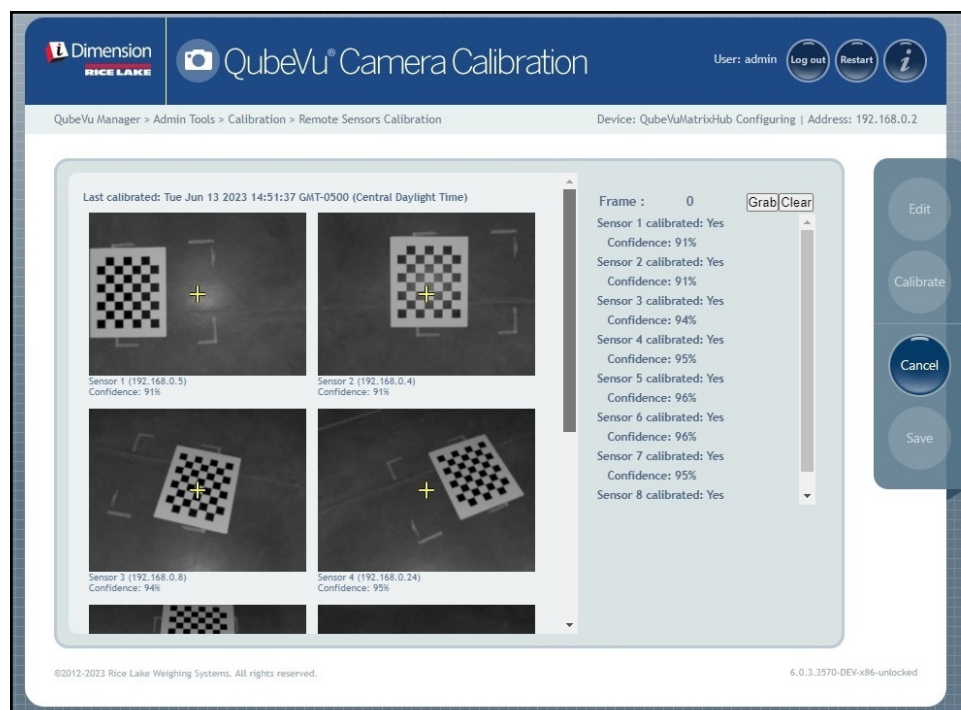 iDimension
RICE LAKE
QubeVu® Camera Calibration
User: admin
Log out
Restart
i
QubeVu Manager > Admin Tools > Calibration > Remote Sensors Calibration
Device: QubeVuMatrixHub Configuring | Address: 192.168.0.2
Last calibrated: Tue Jun 13 2023 14:51:37 GMT-0500 (Central Daylight Time)
Sensor 1 (192.168.0.5)
Confidence: 91%
Sensor 2 (192.168.0.4)
Confidence: 91%
Sensor 3 (192.168.0.8)
Confidence: 94%
Sensor 4 (192.168.0.24)
Confidence: 95%
Frame : 0
Grab
Clear
Sensor 1 calibrated: Yes
Confidence: 91%
Sensor 2 calibrated: Yes
Confidence: 91%
Sensor 3 calibrated: Yes
Confidence: 94%
Sensor 4 calibrated: Yes
Confidence: 95%
Sensor 5 calibrated: Yes
Confidence: 96%
Sensor 6 calibrated: Yes
Confidence: 96%
Sensor 7 calibrated: Yes
Confidence: 95%
Sensor 8 calibrated: Yes
Edit
Calibrate
Cancel
Save
©2012-2023 Rice Lake Weighing Systems. All rights reserved.
6.0.3.3570-DEV-x86-unlocked